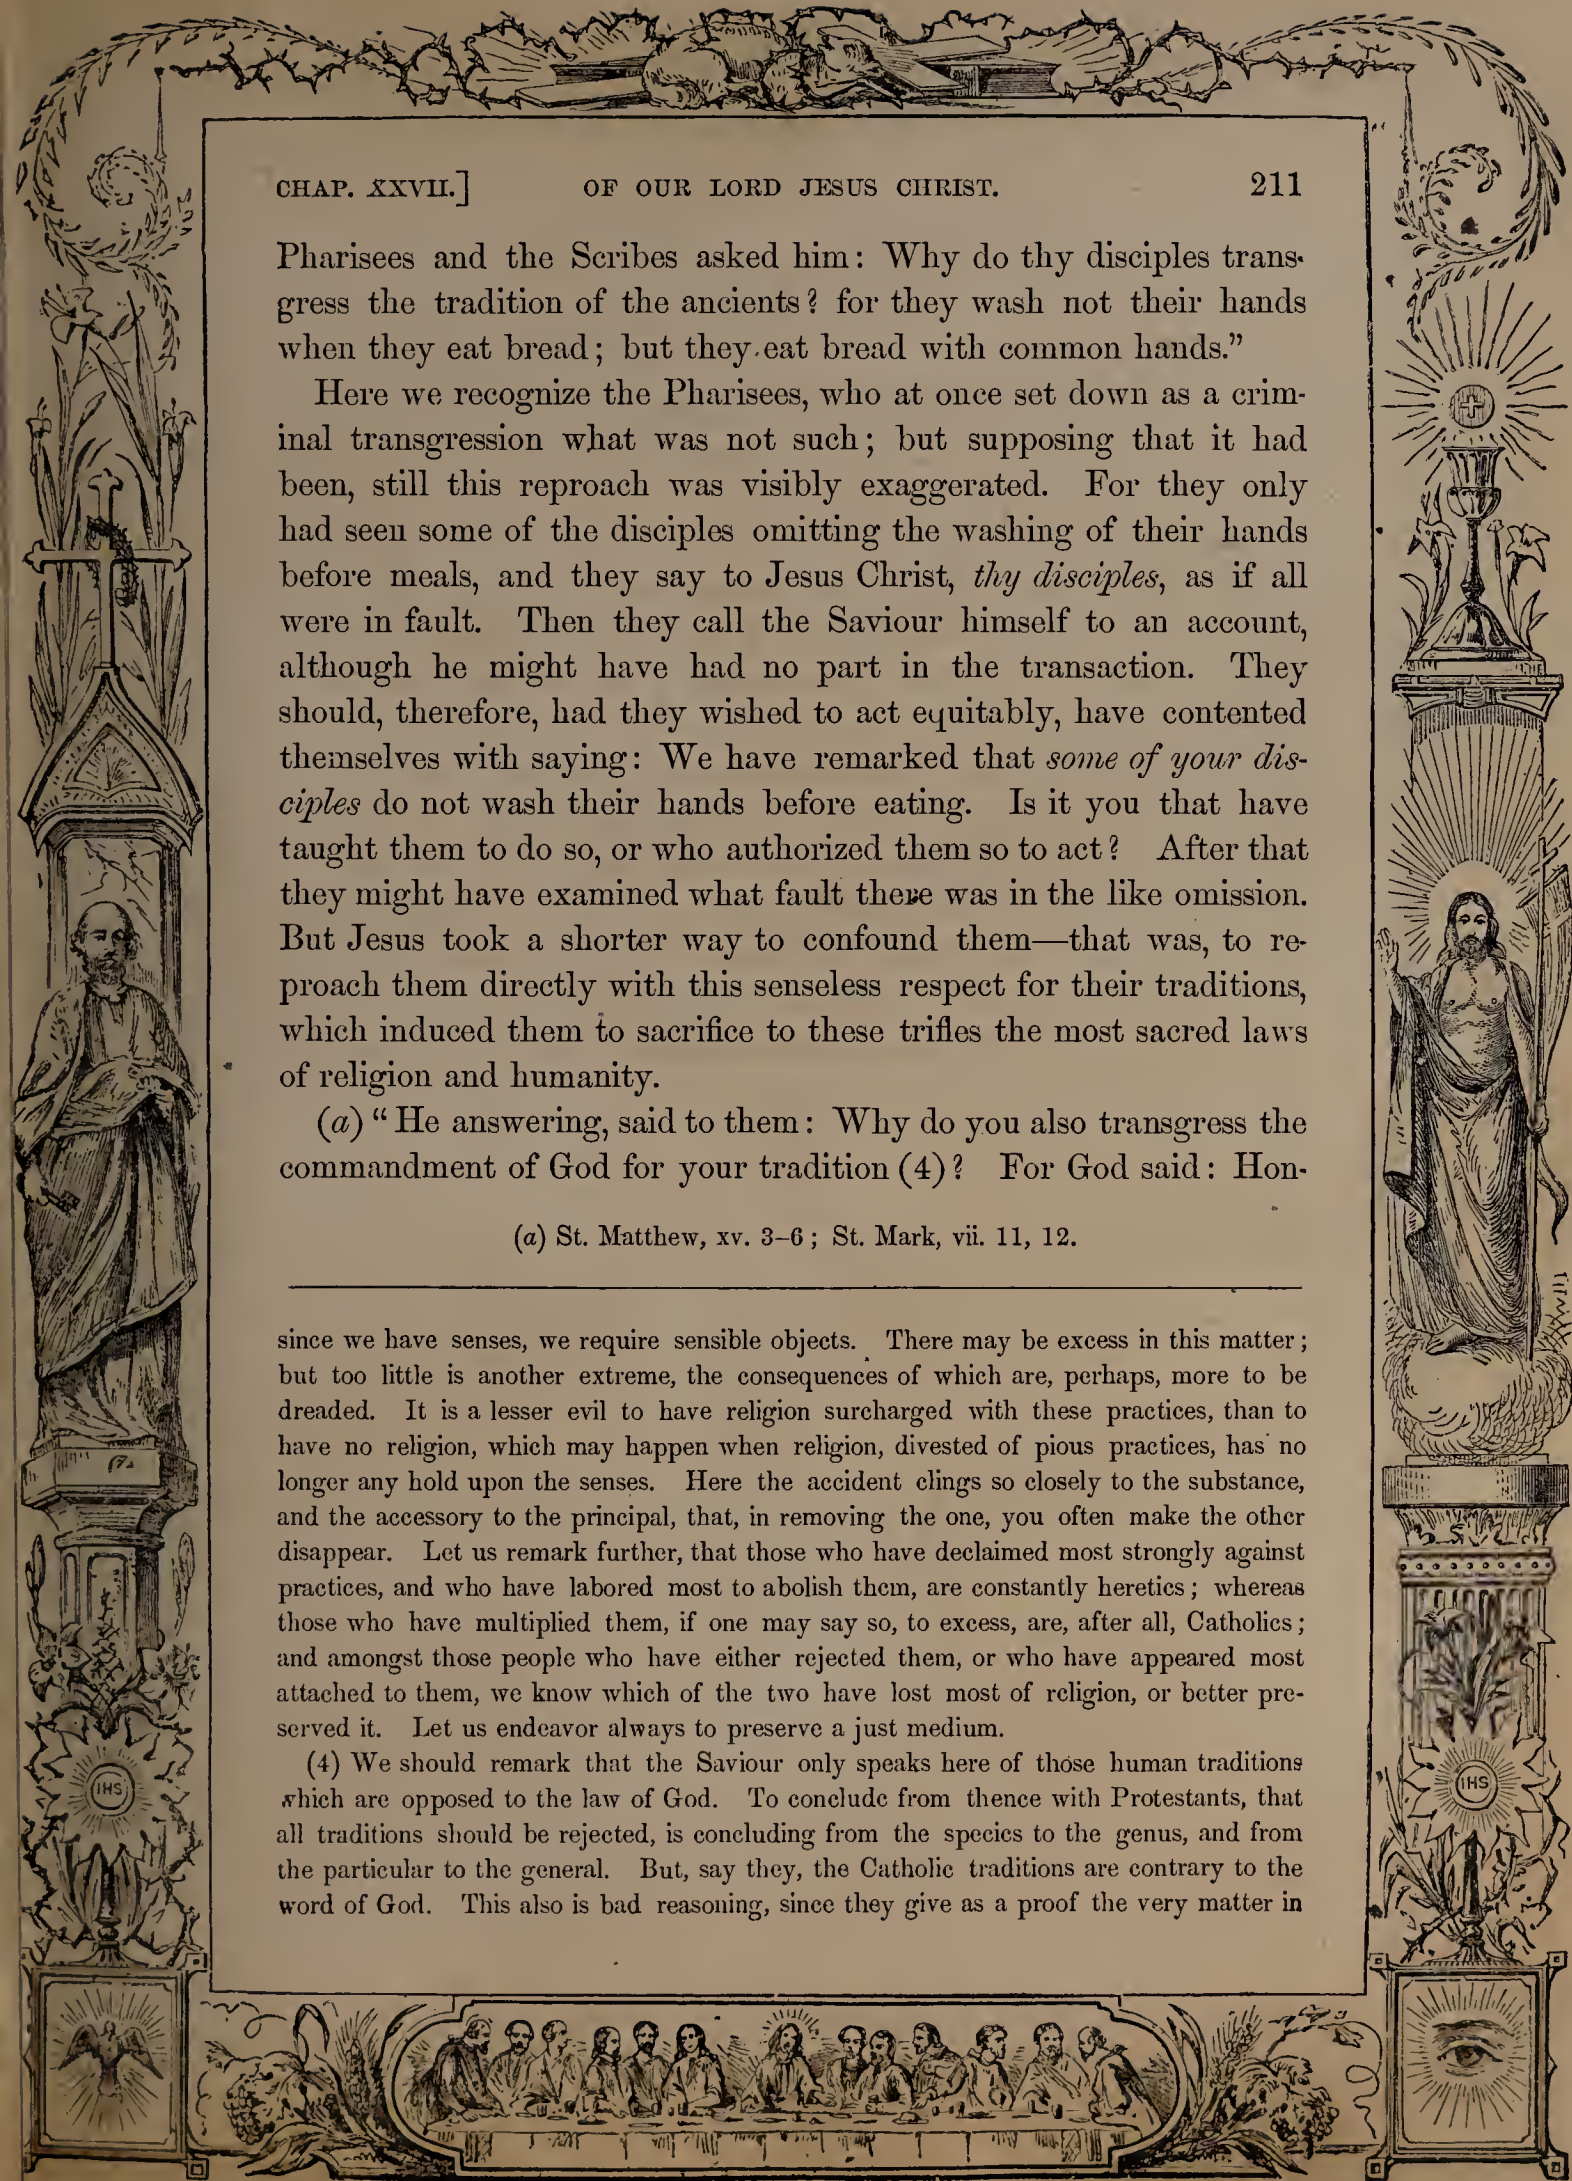 CHAP. XXVII.] OF OUR LORD JESUS CHRIST. 211
Pharisees and the Scribes asked him: Why do thy disciples trans-
gress the tradition of the ancients? for they wash not their hands
when they eat bread; but they eat bread with common hands.”
Here we recognize the Pharisees, who at once set down as a crim-
inal transgression what was not such; but supposing that it had
been, still this reproach was visibly exaggerated. For they only
had seen some of the disciples omitting the washing of their hands
before meals, and they say to Jesus Christ, thy disciples, as if all
were in fault. Then they call the Saviour himself to an account,
although he might have had no part in the transaction. They
should, therefore, had they wished to act equitably, have contented
themselves with saying: We have remarked that some of your dis-
ciples do not wash their hands before eating. Is it you that have
taught them to do so, or who authorized them so to act? After that
they might have examined what fault there was in the like omission.
But Jesus took a shorter way to confound them—that was, to re-
proach them directly with this senseless respect for their traditions,
which induced them to sacrifice to these trifles the most sacred laws
of religion and humanity.
(a) “He answering, said to them: Why do you also transgress the
commandment of God for your tradition (4)? For God said: Hon-
(a) St. Matthew, xv. 3–6; St. Mark, vii. 11, 12.
since we have senses, we require sensible objects. There may be excess in this matter;
but too little is another extreme, the consequences of which are, perhaps, more to be
dreaded. It is a lesser evil to have religion surcharged with these practices, than to
have no religion, which may happen when religion, divested of pious practices, has no
longer any hold upon the senses. Here the accident clings so closely to the substance,
and the accessory to the principal, that, in removing the one, you often make the other
disappear. Let us remark further, that those who have declaimed most strongly against
practices, and who have labored most to abolish them, are constantly heretics; whereas
those who have multiplied them, if one may say so, to excess, are, after all, Catholics;
and amongst those people who have either rejected them, or who have appeared most
attached to them, we know which of the two have lost most of religion, or better pre-
served it. Let us endeavor always to preserve a just medium.
(4) We should remark that the Saviour only speaks here of those human traditions
which are opposed to the law of God. To conclude from thence with Protestants, that
all traditions should be rejected, is concluding from the species to the genus, and from
the particular to the general. But, say they, the Catholic traditions are contrary to the
word of God. This also is bad reasoning, since they give as a proof the very matter in
IHS
IHS